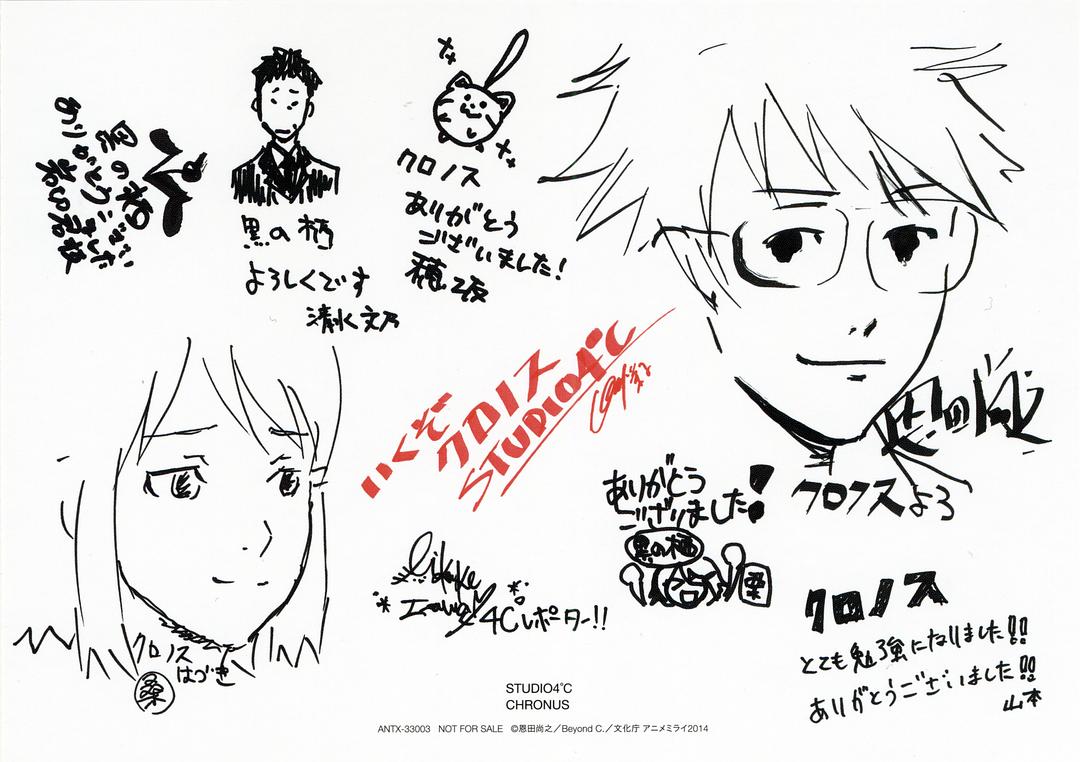 黒の栖
ありがとうございました
黒の栖
よろしくです
清水 文乃
クロノス
ありがとう
ございました!
穂坂
いくぞ
クロノス
STUDIO4℃
恩田尚之
クロノスよろ
ありがとう
ございました!
黒の栖
桑
4Cレポーター!!
クロノス
はづき
桑
クロノス
とても勉強になりました!!
ありがとうございました!!
山本
STUDIO4℃
CHRONUS
ANTX-33003 NOT FOR SALE ©恩田尚之/Beyond C./文化庁 アニメミライ2014